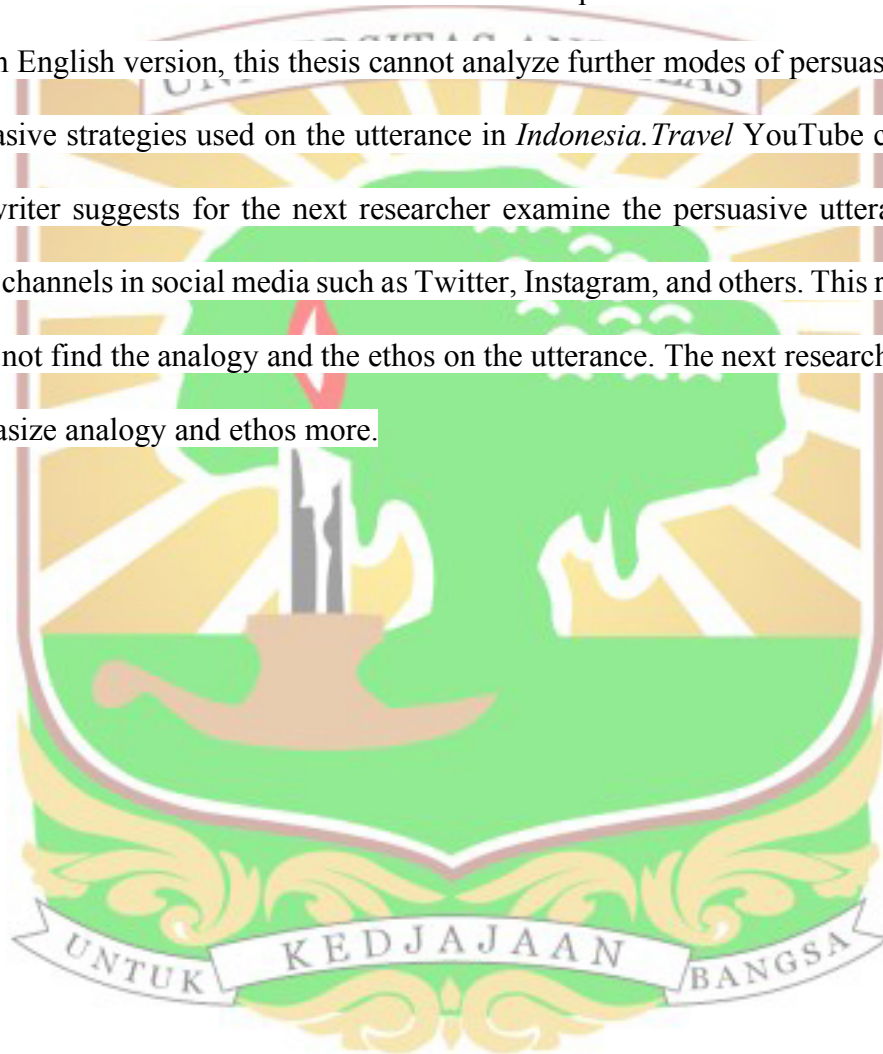 n English version, this thesis cannot analyze further modes of persuas
asive strategies used on the utterance in Indonesia.Travel YouTube c
writer suggests for the next researcher examine the persuasive uttera
channels in social media such as Twitter, Instagram, and others. This r
not find the analogy and the ethos on the utterance. The next research
asize analogy and ethos more.
UNTUK KEDJAJAAN BANGSA